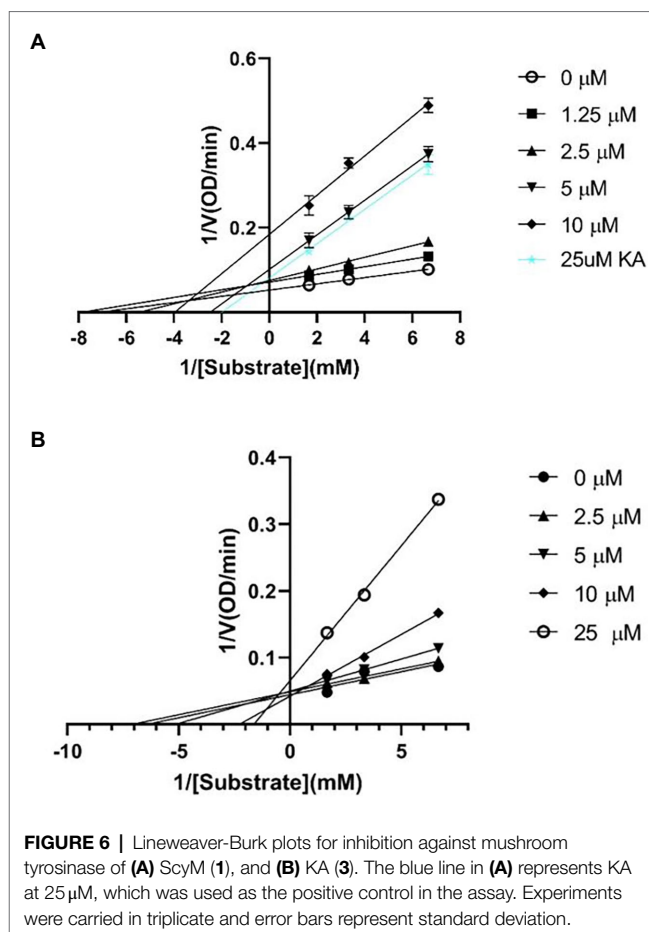 A
0.6
0.4
0.2
1/V(OD/min)
-8 -6 -4 -2 0 2 4 6 8
1/[Substrate](mM)
0 μM
1.25 μM
2.5 μM
5 μM
10 μM
25uM KA
B
0.4
0.3
0.2
0.1
1/V(OD/min)
-10 -5 0 5
1/[Substrate](mM)
0 μM
2.5 μM
5 μM
10 μM
25 μM
FIGURE 6 | Lineweaver-Burk plots for inhibition against mushroom
tyrosinase of (A) ScyM (1), and (B) KA (3). The blue line in (A) represents KA
at 25 μM, which was used as the positive control in the assay. Experiments
were carried in triplicate and error bars represent standard deviation.